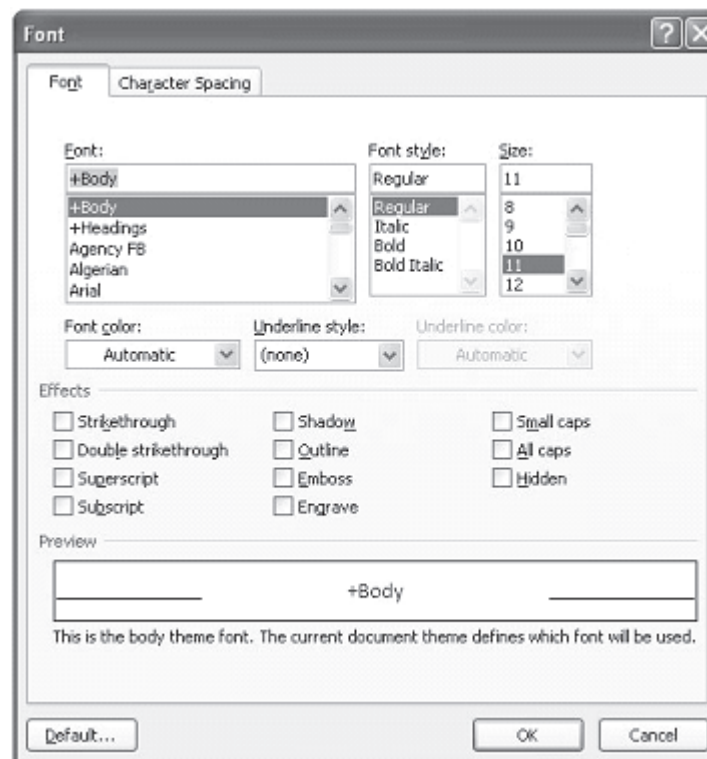 Font
Font Character Spacing
Font: Font style: Size:
+Body Regular 11
+Body Regular 8
+Headings Italic 9
Agency FB Bold 10
Algerian Bold Italic 11
Arial 12
Font color: Underline style: Underline color:
Automatic (none) Automatic
Effects
Strikethrough Shadow Small caps
Double strikethrough Outline All caps
Superscript Emboss Hidden
Subscript Engrave
Preview
+Body
This is the body theme font. The current document theme defines which font will be used.
Default... OK Cancel